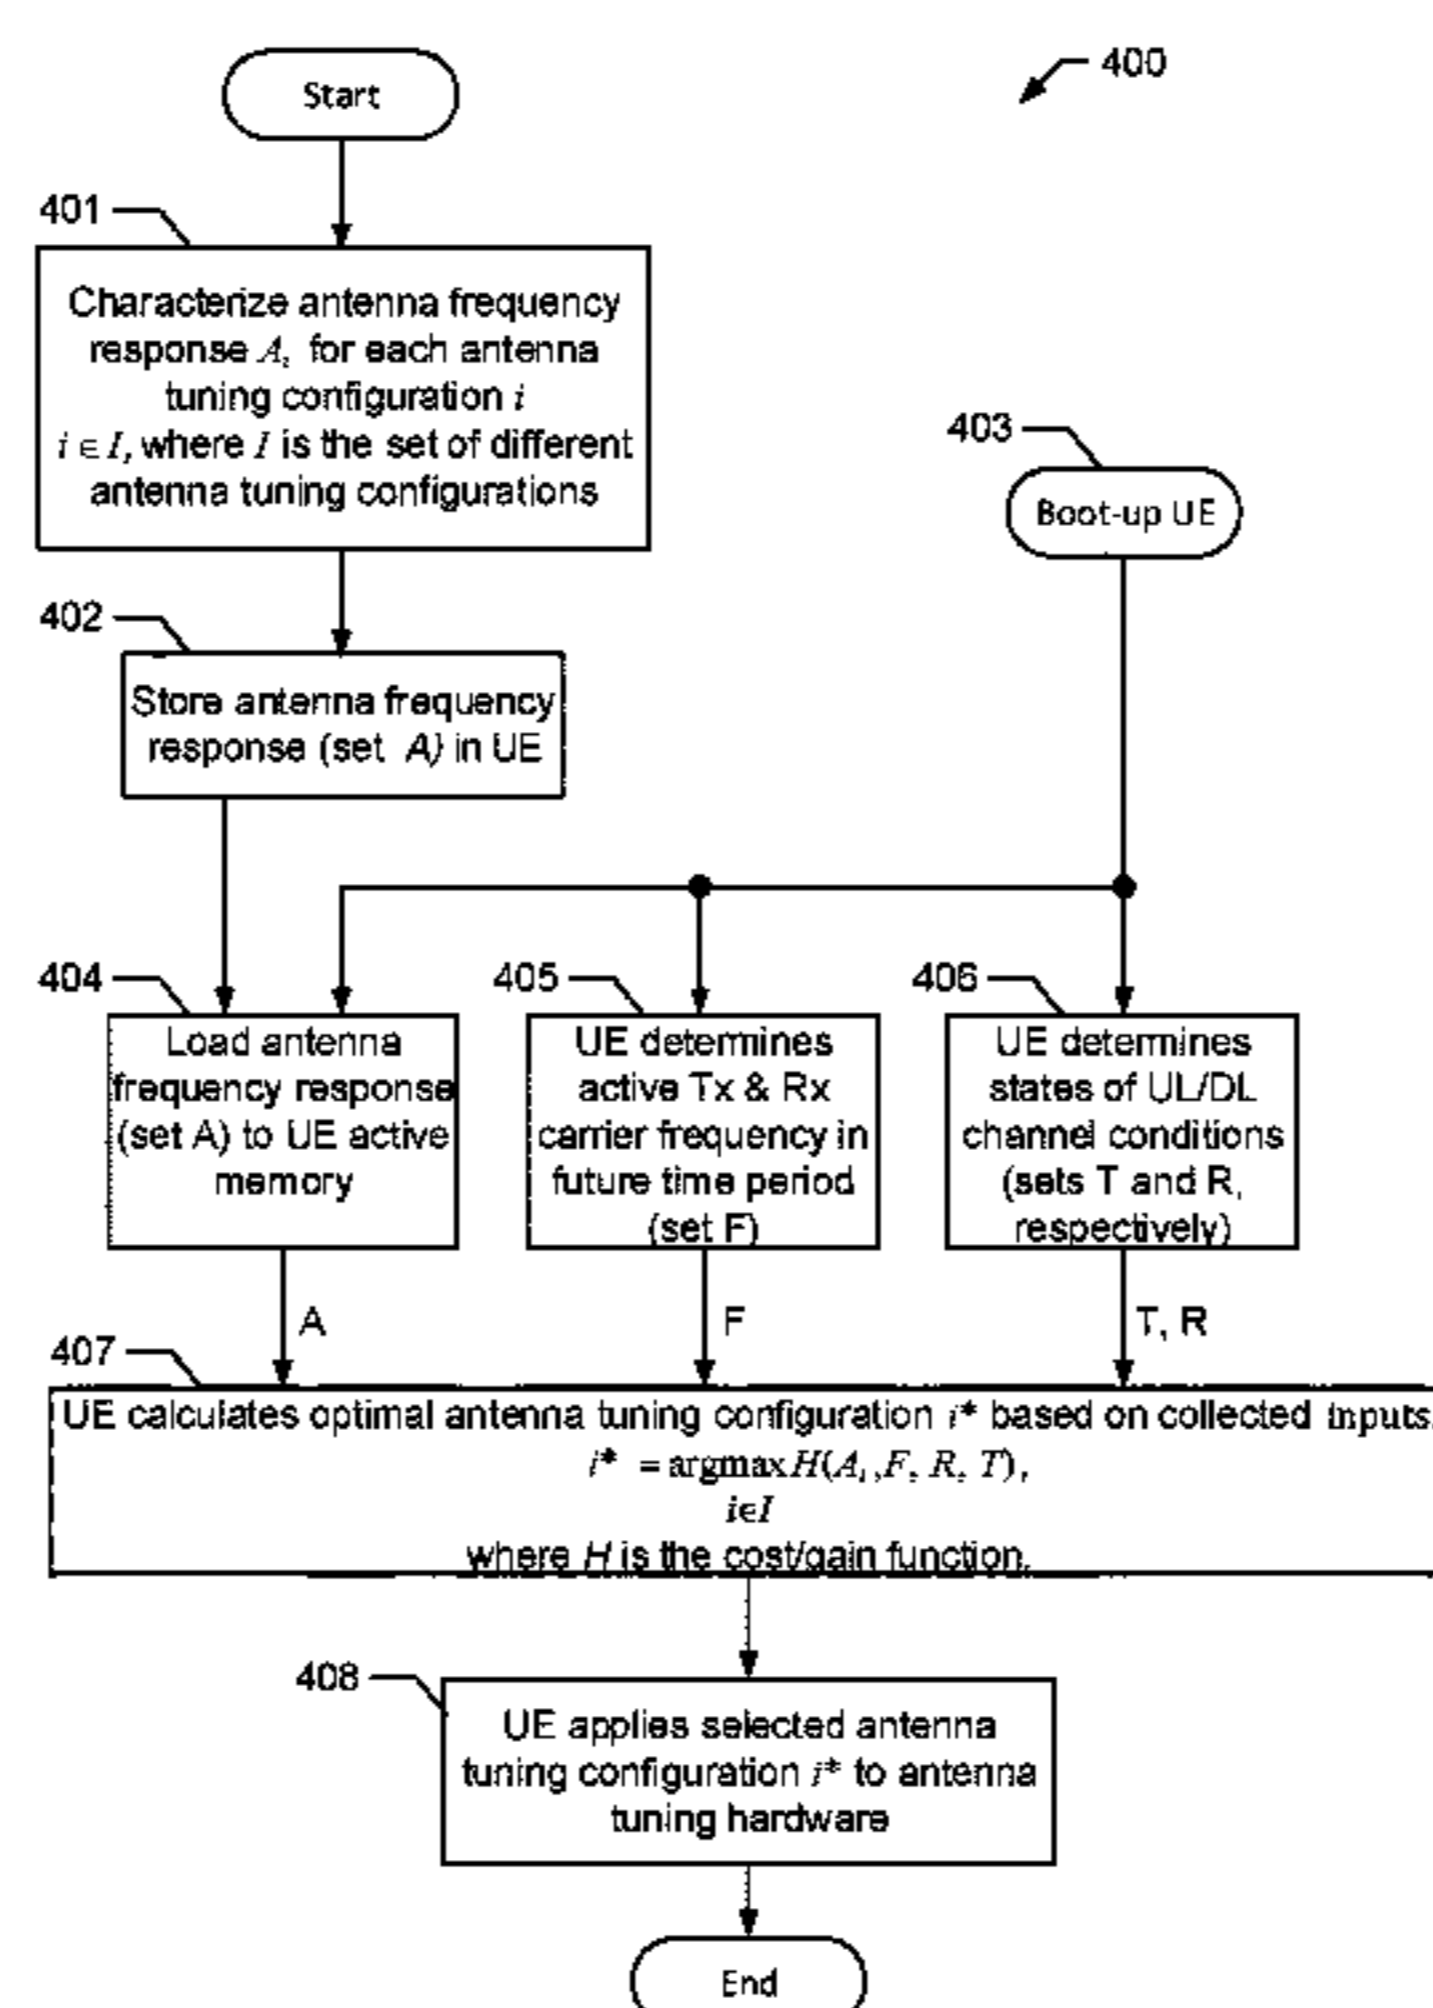 Start
400
401
Characterize antenna frequency
response Aᵢ for each antenna
tuning configuration i
i ∈ I, where I is the set of different
antenna tuning configurations
403
Boot-up UE
402
Store antenna frequency
response (set A) in UE
404
Load antenna
frequency response
(set A) to UE active
memory
405
UE determines
active Tx & Rx
carrier frequency in
future time period
(set F)
406
UE determines
states of UL/DL
channel conditions
(sets T and R,
respectively)
A
F
T, R
407
UE calculates optimal antenna tuning configuration i* based on collected inputs.
i* = argmax H(Aᵢ, F, R, T),
i∈I
where H is the cost/gain function.
408
UE applies selected antenna
tuning configuration i* to antenna
tuning hardware
End